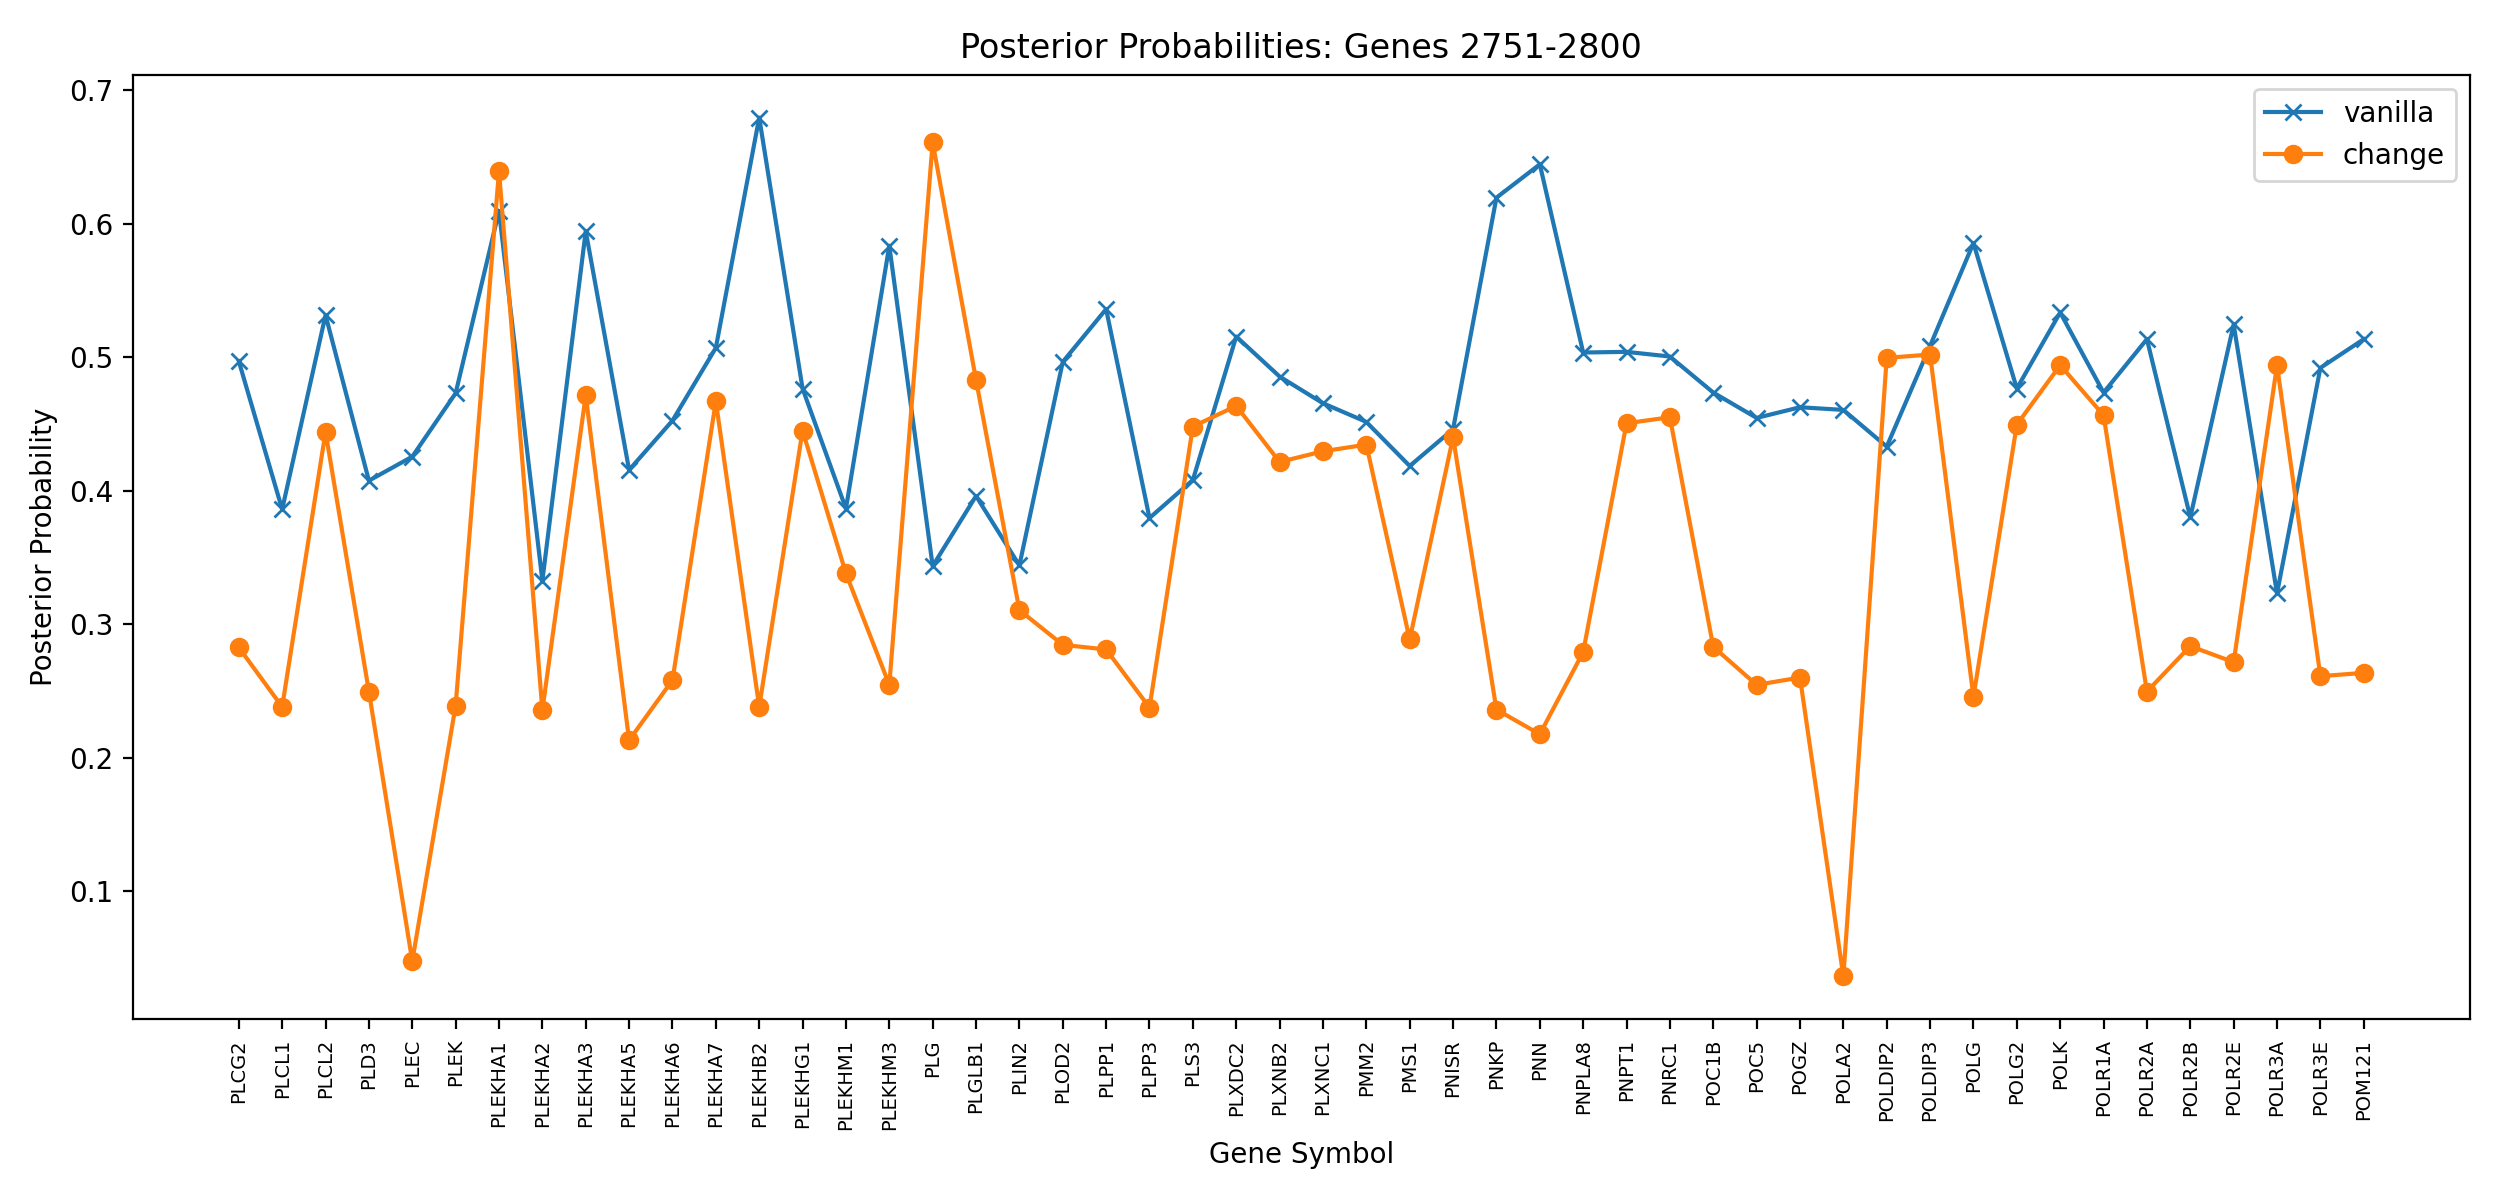 Posterior Probabilities: Genes 2751-2800
vanilla
change
Posterior Probability
0.7
0.6
0.5
0.4
0.3
0.2
0.1
PLCG2
PLCL1
PLCL2
PLD3
PLEC
PLEK
PLEKHA1
PLEKHA2
PLEKHA3
PLEKHA5
PLEKHA6
PLEKHA7
PLEKHB2
PLEKHG1
PLEKHM1
PLEKHM3
PLG
PLGLB1
PLIN2
PLOD2
PLPP1
PLPP3
PLS3
PLXDC2
PLXNB2
PLXNC1
PMM2
PMS1
PNISR
PNKP
PNN
PNPLA8
PNPT1
PNRC1
POC1B
POC5
POGZ
POLA2
POLDIP2
POLDIP3
POLG
POLG2
POLK
POLR1A
POLR2A
POLR2B
POLR2E
POLR3A
POLR3E
POM121
Gene Symbol